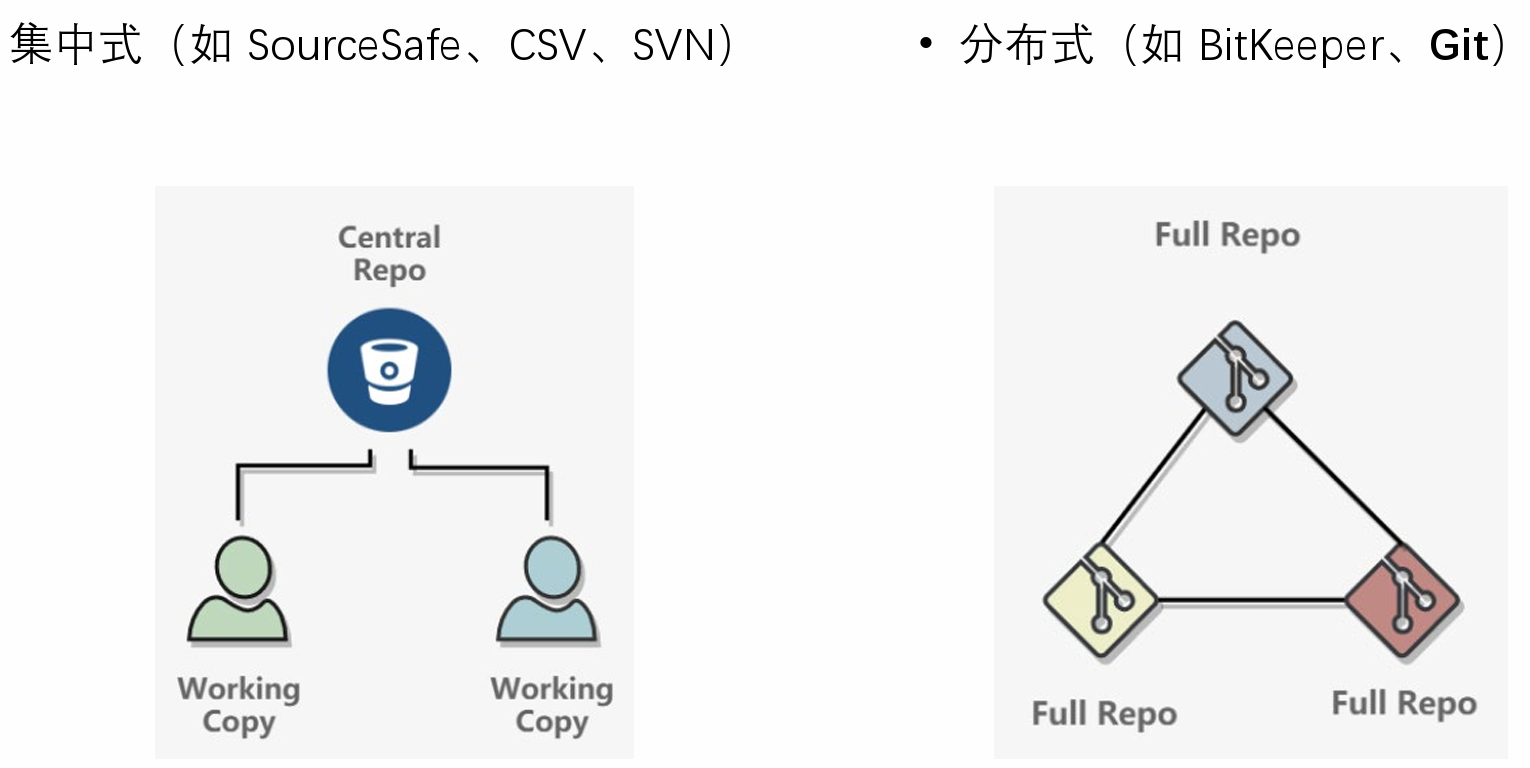 集中式（如 SourceSafe、CSV、SVN）
• 分布式（如 BitKeeper、Git）
Central
Repo
Working
Copy
Working
Copy
Full Repo
Full Repo
Full Repo